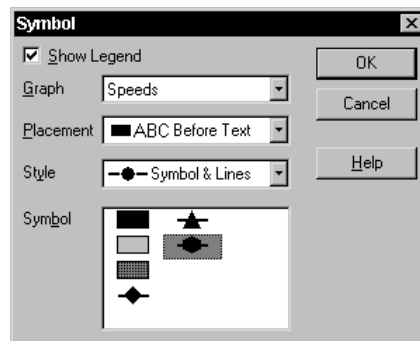 Symbol
Show Legend
OK
Graph
Speeds
Cancel
Placement
ABC Before Text
Style
Symbol & Lines
Help
Symbol